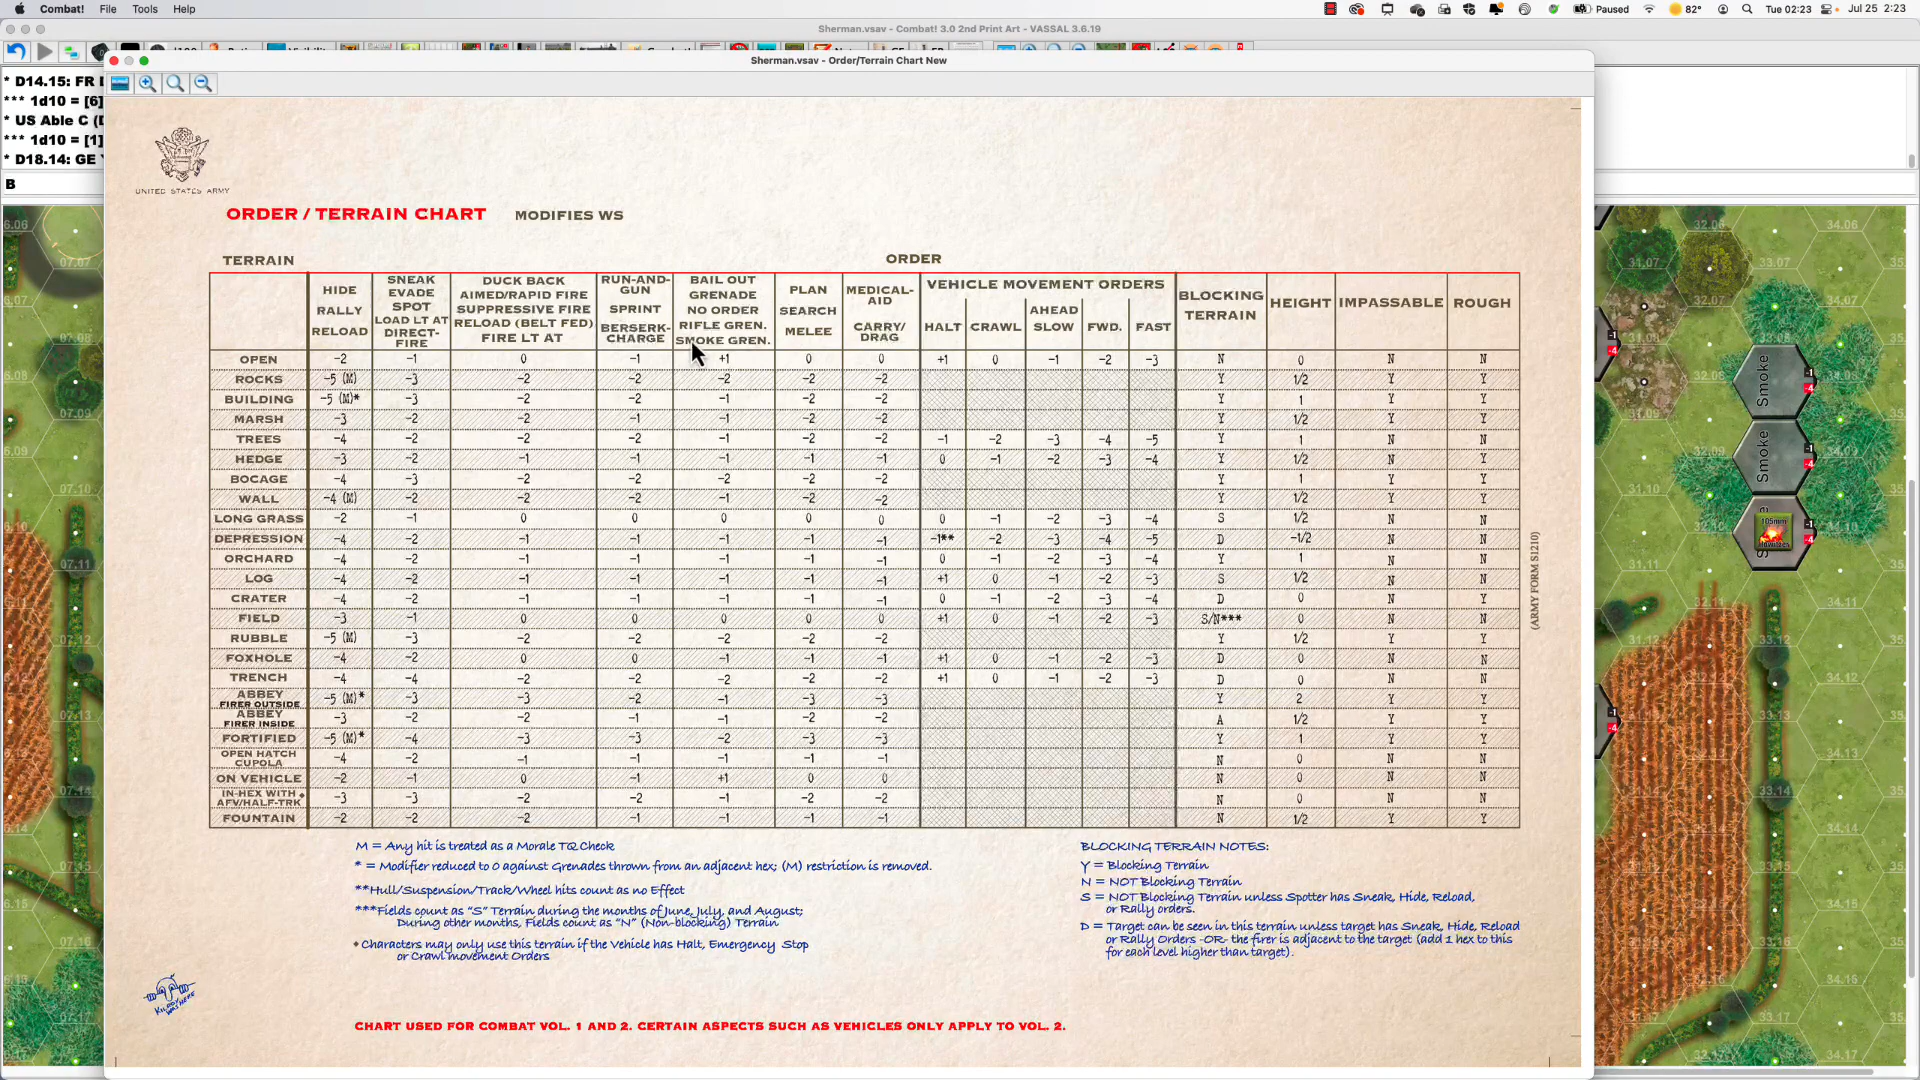 Combat! File Tools Help Paused 82° Tue 02:23 Jul 25 2:23
Sherman.vsav - Combat! 3.0 2nd Print Art - VASSAL 3.6.19
Sherman.vsav - Order/Terrain Chart New
* D14.15: FR
*** 1d10 = [6]
* US Able C (D
*** 1d10 = [1]
* D18.14: GE
B
UNITED STATES ARMY
ORDER / TERRAIN CHART MODIFIES WS
TERRAIN ORDER
HIDE RALLY RELOAD
SNEAK EVADE SPOT LOAD LT AT DIRECT-FIRE
DUCK BACK AIMED/RAPID FIRE SUPPRESSIVE FIRE RELOAD (BELT FED) FIRE LT AT
RUN-AND-GUN SPRINT BERSERK-CHARGE
BAIL OUT GRENADE NO ORDER RIFLE GREN. SMOKE GREN.
PLAN SEARCH MELEE
MEDICAL-AID CARRY/DRAG
VEHICLE MOVEMENT ORDERS
HALT CRAWL AHEAD SLOW FWD. FAST
BLOCKING TERRAIN HEIGHT IMPASSABLE ROUGH
OPEN -2 -1 0 -1 +1 0 0 +1 0 -1 -2 -3 N 0 N N
ROCKS -5 (M) -3 -2 -2 -2 -2 -2 Y 1/2 Y Y
BUILDING -5 (M)* -3 -2 -2 -1 -2 -2 Y 1 Y Y
MARSH -3 -2 -2 -1 -1 -2 -2 Y 1/2 Y Y
TREES -4 -2 -2 -2 -1 -2 -2 -1 -2 -3 -4 -5 Y 1 N N
HEDGE -3 -2 -1 -1 -1 -1 -1 0 -1 -2 -3 -4 Y 1/2 N Y
BOCAGE -4 -3 -2 -2 -2 -2 -2 Y 1 Y Y
WALL -4 (M) -2 -2 -2 -1 -2 -2 Y 1/2 Y Y
LONG GRASS -2 -1 0 0 0 0 0 0 -1 -2 -3 -4 S 1/2 N N
DEPRESSION -4 -2 -1 -1 -1 -1 -1 -1** -2 -3 -4 -5 D -1/2 N N
ORCHARD -4 -2 -1 -1 -1 -1 -1 0 -1 -2 -3 -4 Y 1 N N
LOG -4 -2 -1 -1 -1 -1 -1 +1 0 -1 -2 -3 S 1/2 N N
CRATER -4 -2 -1 -1 -1 -1 -1 0 -1 -2 -3 -4 D 0 N Y
FIELD -3 -1 0 0 0 0 0 +1 0 -1 -2 -3 S/N*** 0 N N
RUBBLE -5 (M) -3 -2 -2 -2 -2 -2 Y 1/2 Y Y
FOXHOLE -4 -2 0 0 -1 -1 -1 +1 0 -1 -2 -3 D 0 N N
TRENCH -4 -4 -2 -2 -2 -2 -2 +1 0 -1 -2 -3 D 0 N N
ABBEY FIRER OUTSIDE -5 (M)* -3 -3 -2 -1 -3 -3 Y 2 Y Y
ABBEY FIRER INSIDE -3 -2 -2 -1 -1 -2 -2 A 1/2 Y Y
FORTIFIED -5 (M)* -4 -3 -3 -2 -3 -3 Y 1 Y Y
OPEN HATCH CUPOLA -4 -2 -1 -1 -1 -1 -1 N 0 N N
ON VEHICLE -2 -1 0 -1 +1 0 0 N 0 N N
IN-HEX WITH • AFV/HALF-TRK -3 -3 -2 -2 -1 -2 -2 N 0 N N
FOUNTAIN -2 -2 -2 -1 -1 -1 -1 N 1/2 Y Y
(ARMY FORM S1210)
M = Any hit is treated as a Morale TQ Check
* = Modifier reduced to 0 against Grenades thrown from an adjacent hex; (M) restriction is removed.
**Hull/Suspension/Track/Wheel hits count as no Effect
***Fields count as "S" Terrain during the months of June, July, and August;
During other months, Fields count as "N" (Non-blocking) Terrain
• Characters may only use this terrain if the Vehicle has Halt, Emergency Stop
or Crawl movement Orders
BLOCKING TERRAIN NOTES:
Y = Blocking Terrain
N = NOT Blocking Terrain
S = NOT Blocking Terrain unless Spotter has Sneak, Hide, Reload,
or Rally orders.
D = Target can be seen in this terrain unless target has Sneak, Hide, Reload
or Rally Orders -OR- the firer is adjacent to the target (add 1 hex to this
for each level higher than target).
KILROY WAS HERE
CHART USED FOR COMBAT VOL. 1 AND 2. CERTAIN ASPECTS SUCH AS VEHICLES ONLY APPLY TO VOL. 2.
Smoke
Smoke
105mm